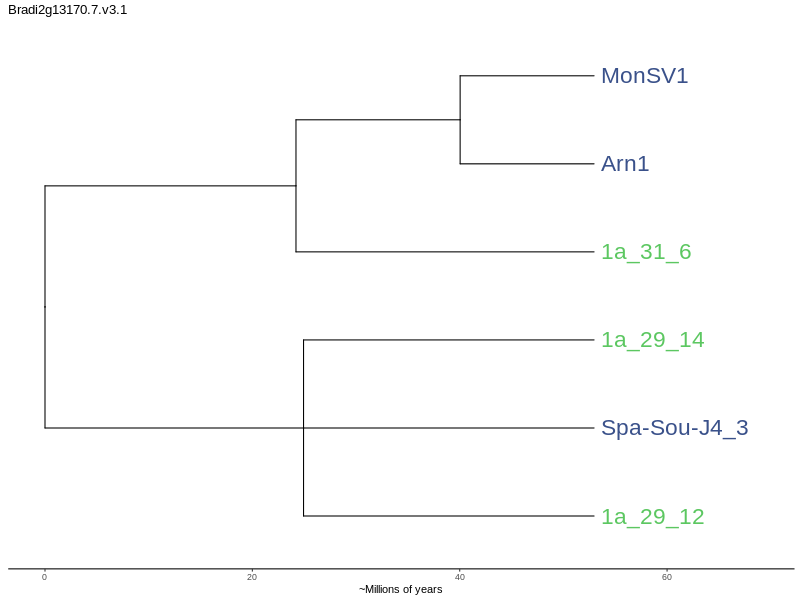 Bradi2g13170.7.v3.1
MonSV1
Arn1
1a_31_6
1a_29_14
Spa-Sou-J4_3
1a_29_12
0 20 40 60
~Millions of years